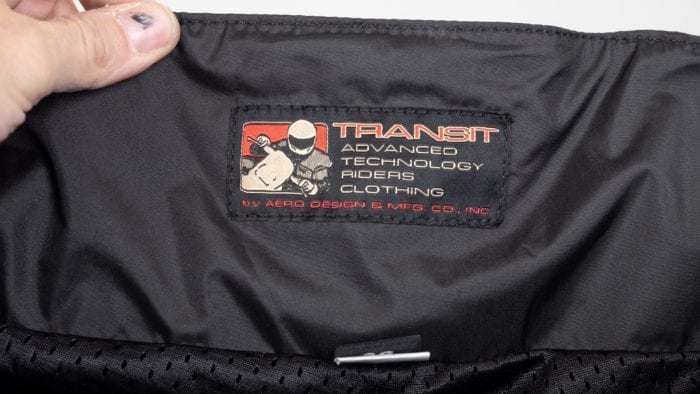 TRANSIT
ADVANCED
TECHNOLOGY
RIDERS
CLOTHING
by AERO DESIGN & MFG. CO., INC